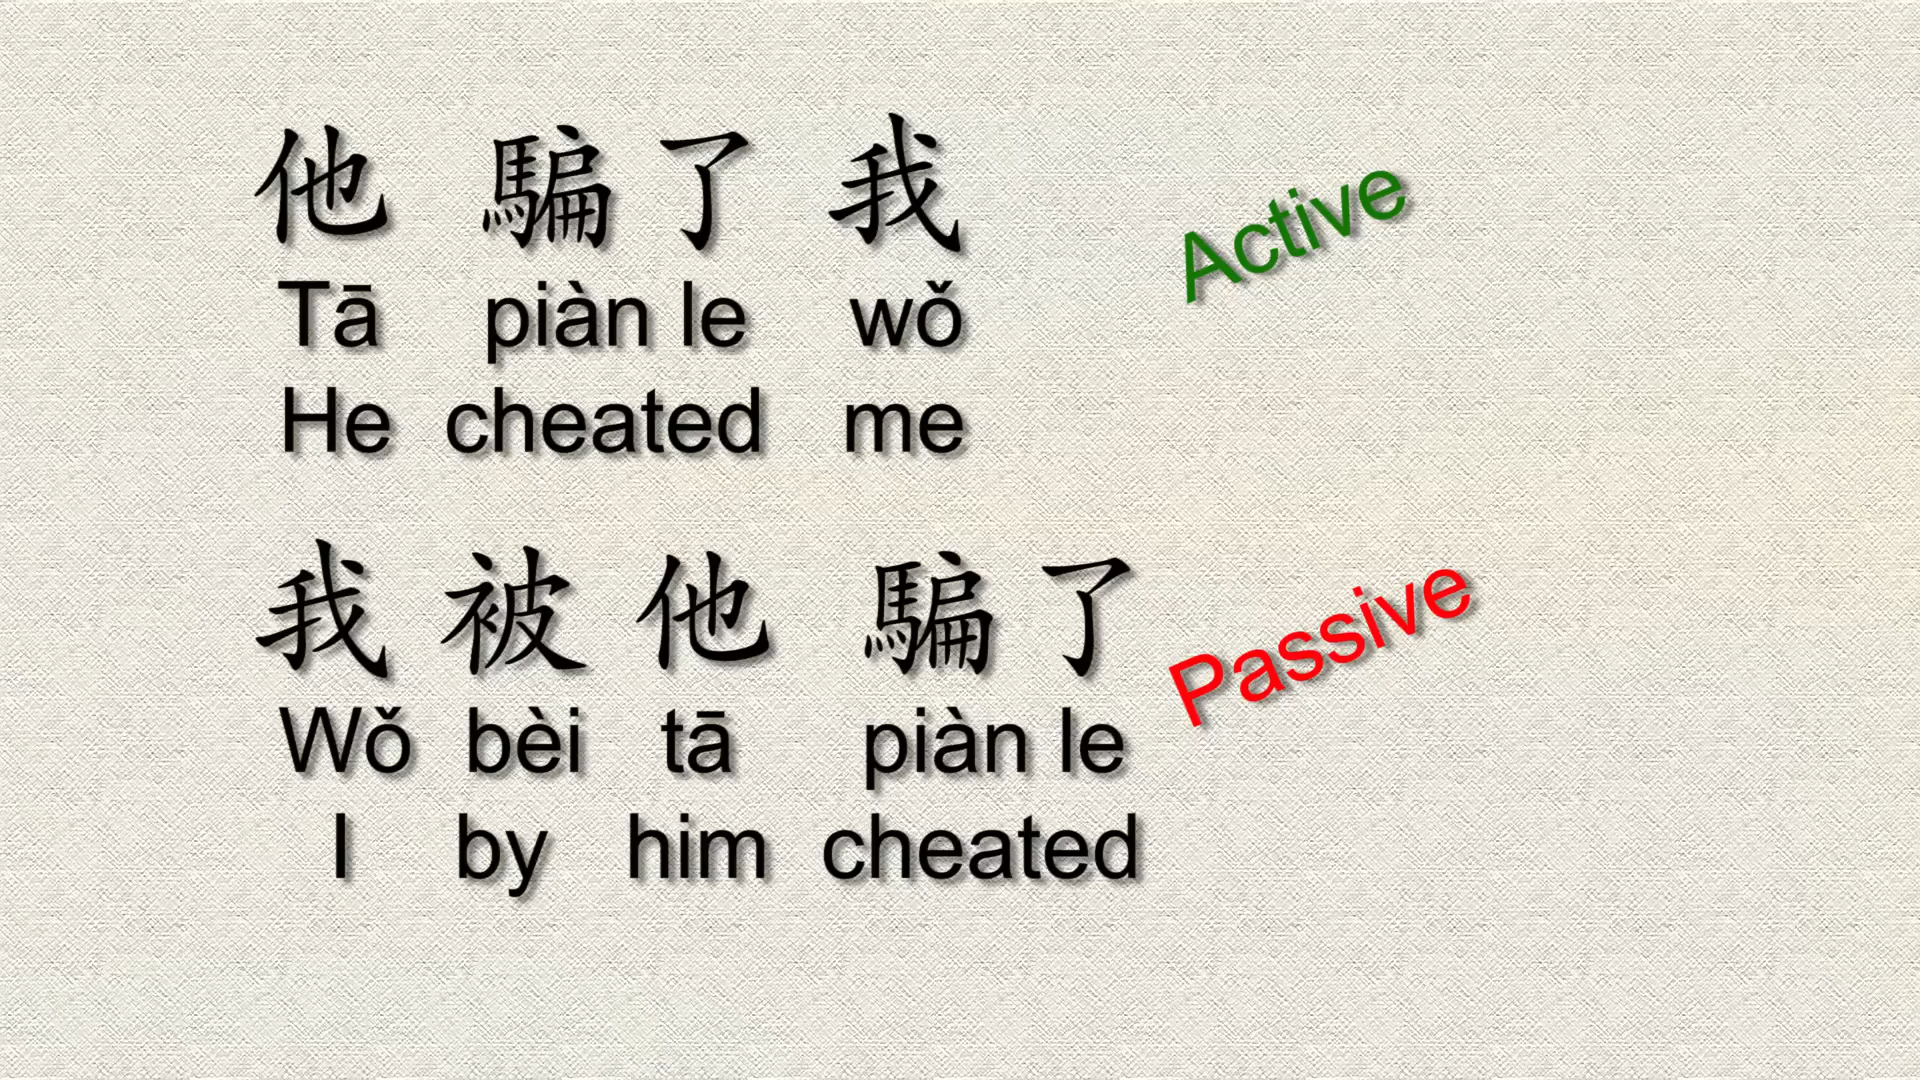 他 騙了 我
Active
Tā piàn le wǒ
He cheated me
我 被 他 騙了
Passive
Wǒ bèi tā piàn le
I by him cheated